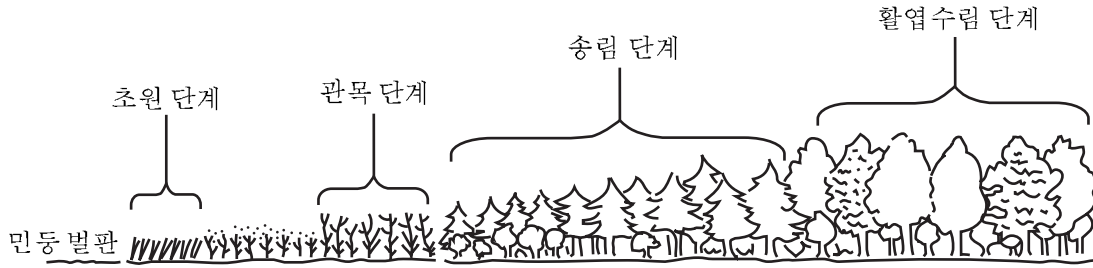 활엽수림 단계
송림 단계
관목 단계
초원 단계
민둥 벌판